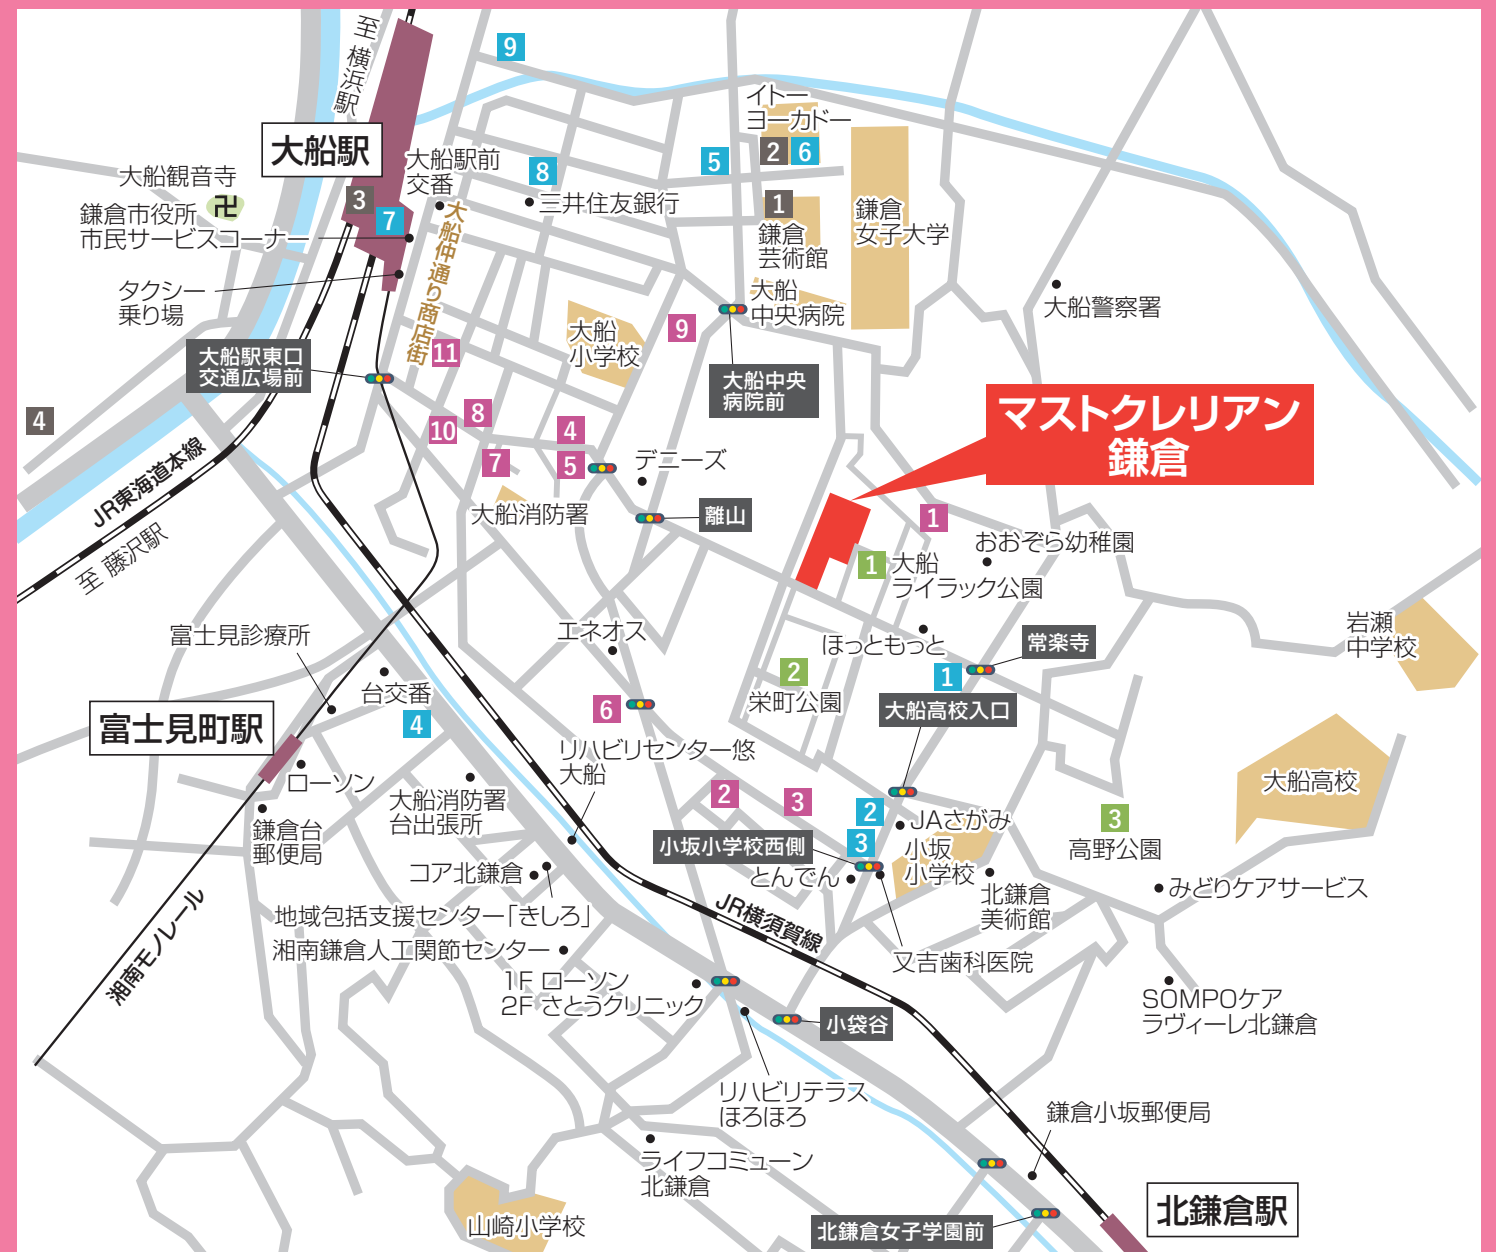 至 横浜駅
9
イトー
ヨーカドー
2
6
大船駅
大船駅前
交番
8
5
大船観音寺
卍
鎌倉市役所
市民サービスコーナー
3
7
三井住友銀行
1
鎌倉
芸術館
鎌倉
女子大学
大船仲通り商店街
タクシー
乗り場
大船
中央病院
大船警察署
大船
小学校
9
大船駅東口
交通広場前
11
大船中央
病院前
マストクレリアン
鎌倉
4
8
10
4
7
5
デニーズ
JR東海道本線
至 藤沢駅
大船消防署
離山
1
おおぞら幼稚園
1
大船
ライラック公園
富士見診療所
エネオス
ほっともっと
常楽寺
岩瀬
中学校
台交番
4
2
栄町公園
1
大船高校入口
6
富士見町駅
リハビリセンター悠
大船
ローソン
大船高校
大船消防署
台出張所
2
3
2
3
JAさがみ
小坂
小学校
3
高野公園
鎌倉台
郵便局
小坂小学校西側
とんでん
コア北鎌倉
北鎌倉
美術館
みどりケアサービス
地域包括支援センター「きしろ」
JR横須賀線
湘南鎌倉人工関節センター
又吉歯科医院
湘南モノレール
1F ローソン
2F さとうクリニック
小袋谷
SOMPOケア
ラヴィーレ北鎌倉
リハビリテラス
ほろほろ
鎌倉小坂郵便局
ライフコミューン
北鎌倉
山崎小学校
北鎌倉女子学園前
北鎌倉駅